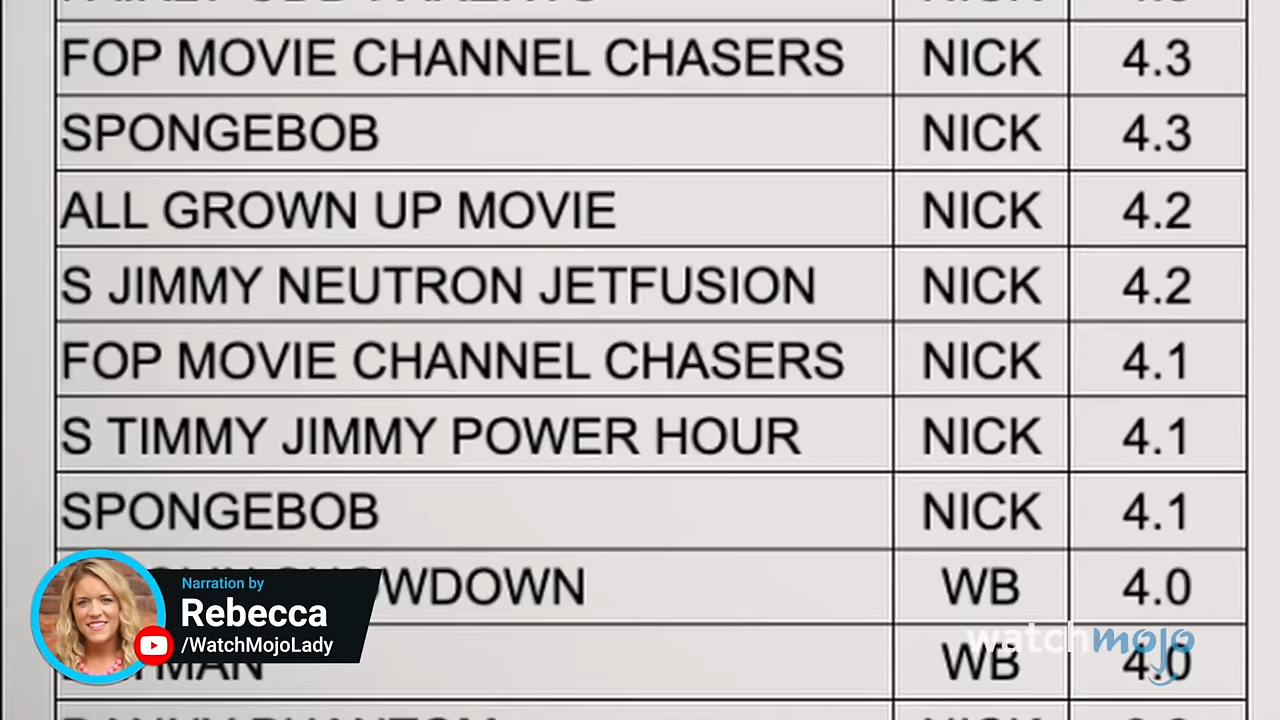 FOP MOVIE CHANNEL CHASERS NICK 4.3
SPONGEBOB NICK 4.3
ALL GROWN UP MOVIE NICK 4.2
S JIMMY NEUTRON JETFUSION NICK 4.2
FOP MOVIE CHANNEL CHASERS NICK 4.1
S TIMMY JIMMY POWER HOUR NICK 4.1
SPONGEBOB NICK 4.1
WB 4.0
WB 4.0
Narration by
Rebecca
/WatchMojoLady
watchmojo